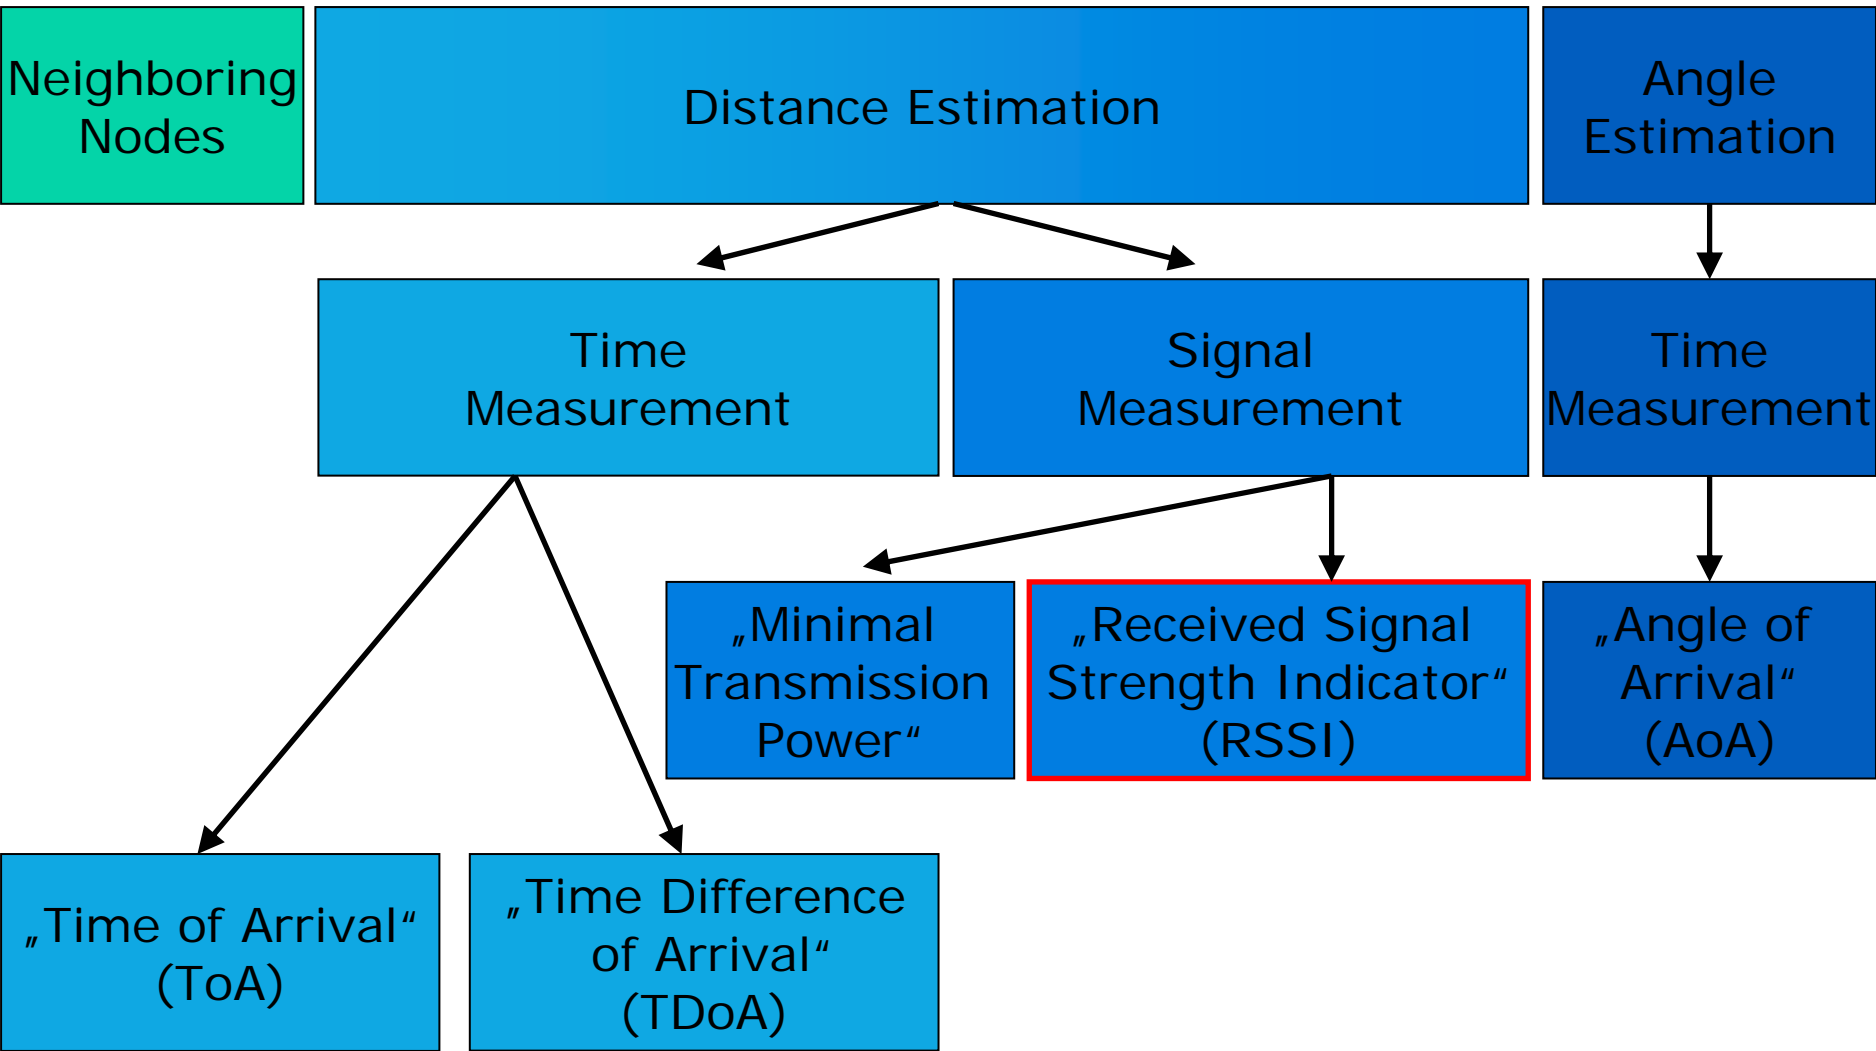 Neighboring
Nodes
Distance Estimation
Angle
Estimation
Time
Measurement
Signal
Measurement
Time
Measurement
„Minimal
Transmission
Power“
„Received Signal
Strength Indicator“
(RSSI)
„Angle of
Arrival“
(AoA)
„Time of Arrival“
(ToA)
„Time Difference
of Arrival“
(TDoA)